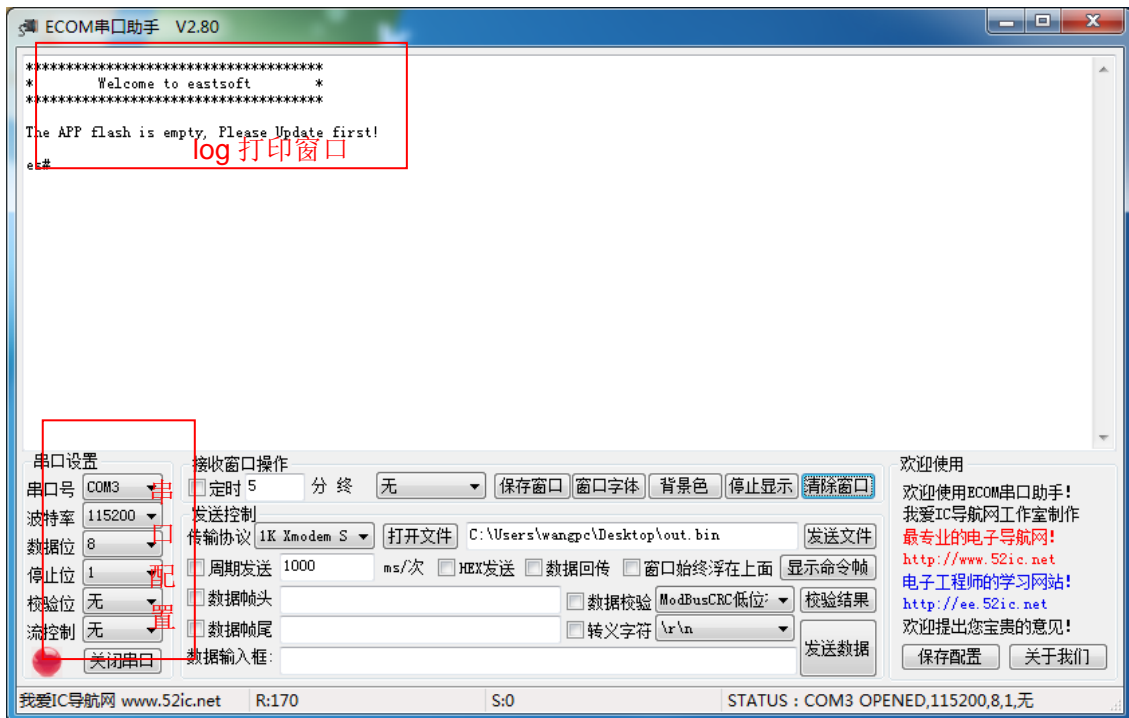 ECOM串口助手 V2.80
************************************
* Welcome to eastsoft *
************************************
The APP flash is empty, Please Update first!
log 打印窗口
es#
串口设置
串口号 COM3
波特率 115200
数据位 8
停止位 1
校验位 无
流控制 无
关闭串口
串口配置
接收窗口操作
定时 5 分 终 无 保存窗口 窗口字体 背景色 停止显示 清除窗口
发送控制
传输协议 1K Xmodem S 打开文件 C:\Users\wangpc\Desktop\out.bin 发送文件
周期发送 1000 ms/次 HEX发送 数据回传 窗口始终浮在上面 显示命令帧
数据帧头 数据校验 ModBusCRC低位 校验结果
数据帧尾 转义字符 \r\n
数据输入框: 发送数据
欢迎使用
欢迎使用ECOM串口助手!
我爱IC导航网工作室制作
最专业的电子导航网!
http://www.52ic.net
电子工程师的学习网站!
http://ee.52ic.net
欢迎提出您宝贵的意见!
保存配置 关于我们
我爱IC导航网 www.52ic.net R:170 S:0 STATUS：COM3 OPENED,115200,8,1,无